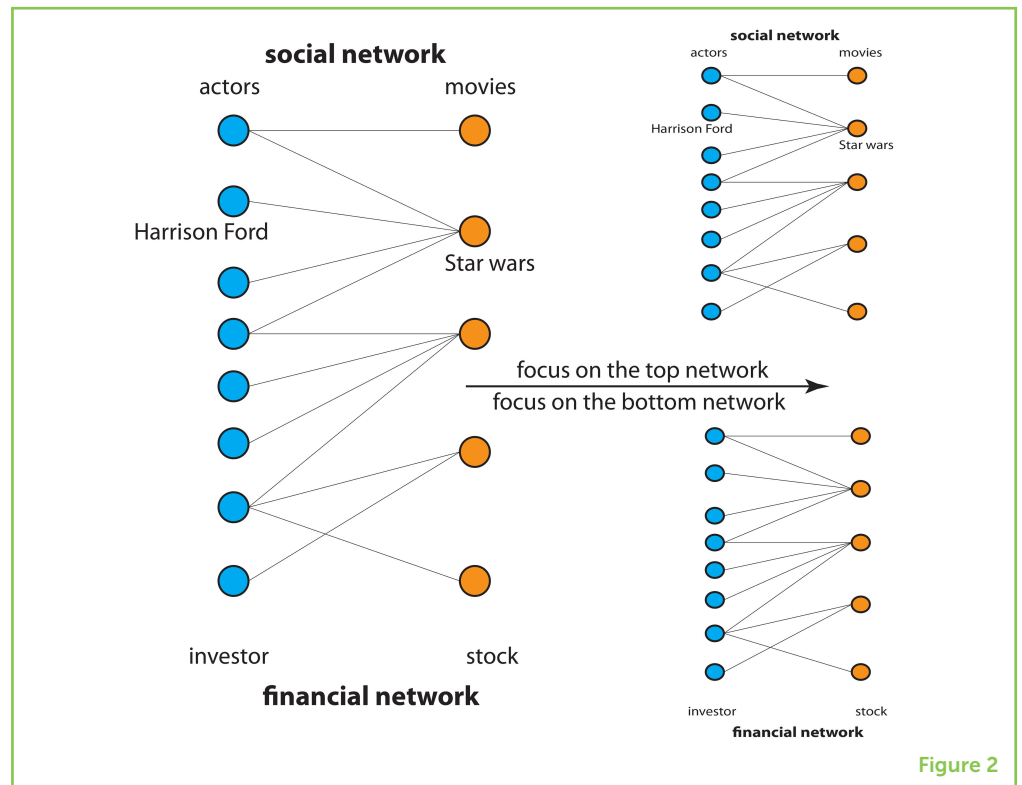 social network
actors movies
Harrison Ford
Star wars
investor stock
financial network
focus on the top network
focus on the bottom network
social network
actors movies
Harrison Ford
Star wars
investor stock
financial network
Figure 2